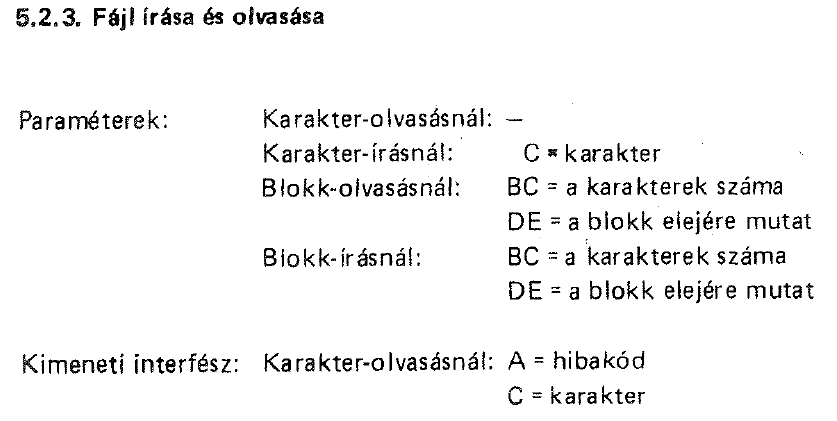 5.2.3. Fájl írása és olvasása
Paraméterek: Karakter-olvasásnál: —
Karakter-írásnál: C = karakter
Blokk-olvasásnál: BC = a karakterek száma
DE = a blokk elejére mutat
Blokk-írásnál: BC = a karakterek száma
DE = a blokk elejére mutat
Kimeneti interfész: Karakter-olvasásnál: A = hibakód
C = karakter